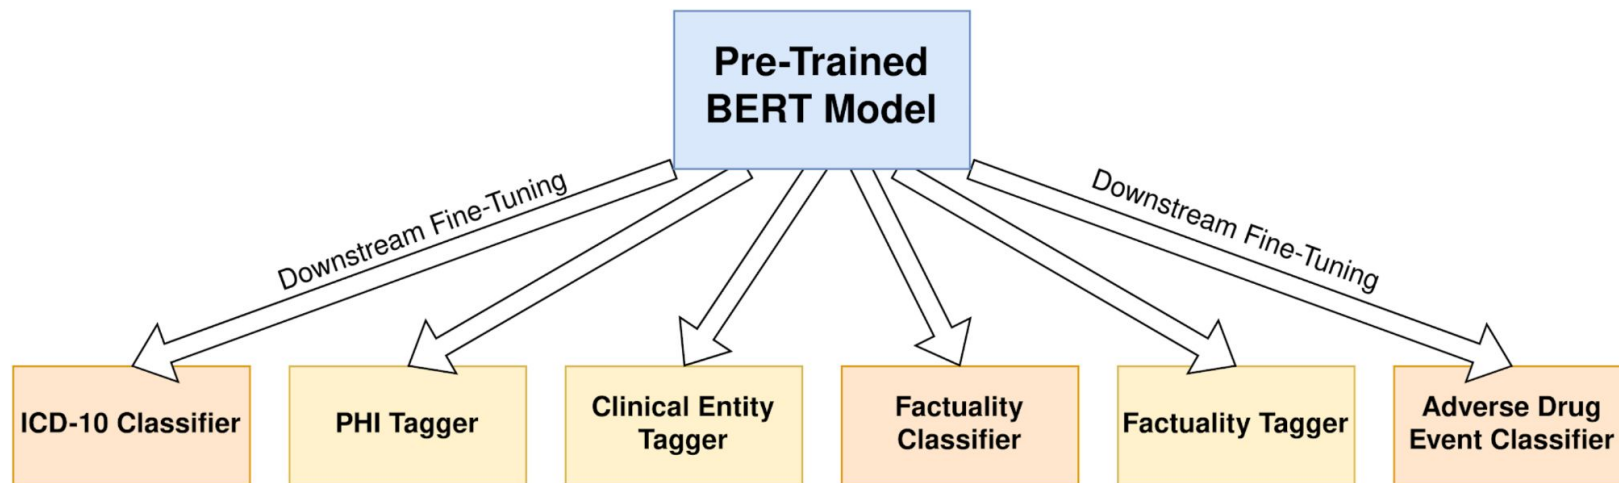 Pre-Trained
BERT Model
Downstream Fine-Tuning
Downstream Fine-Tuning
ICD-10 Classifier
PHI Tagger
Clinical Entity
Tagger
Factuality
Classifier
Factuality Tagger
Adverse Drug
Event Classifier